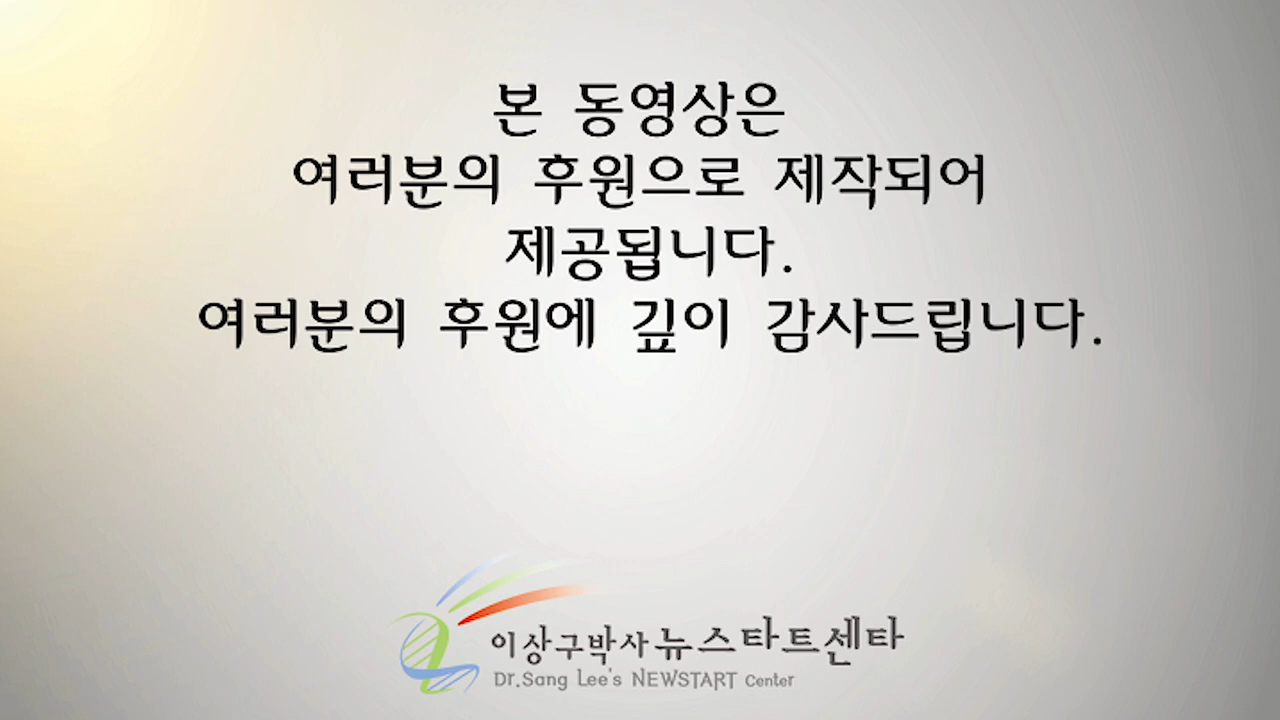 본 동영상은
여러분의 후원으로 제작되어
제공됩니다.
여러분의 후원에 깊이 감사드립니다.
이상구박사 뉴스타트센타
Dr.Sang Lee's NEWSTART Center